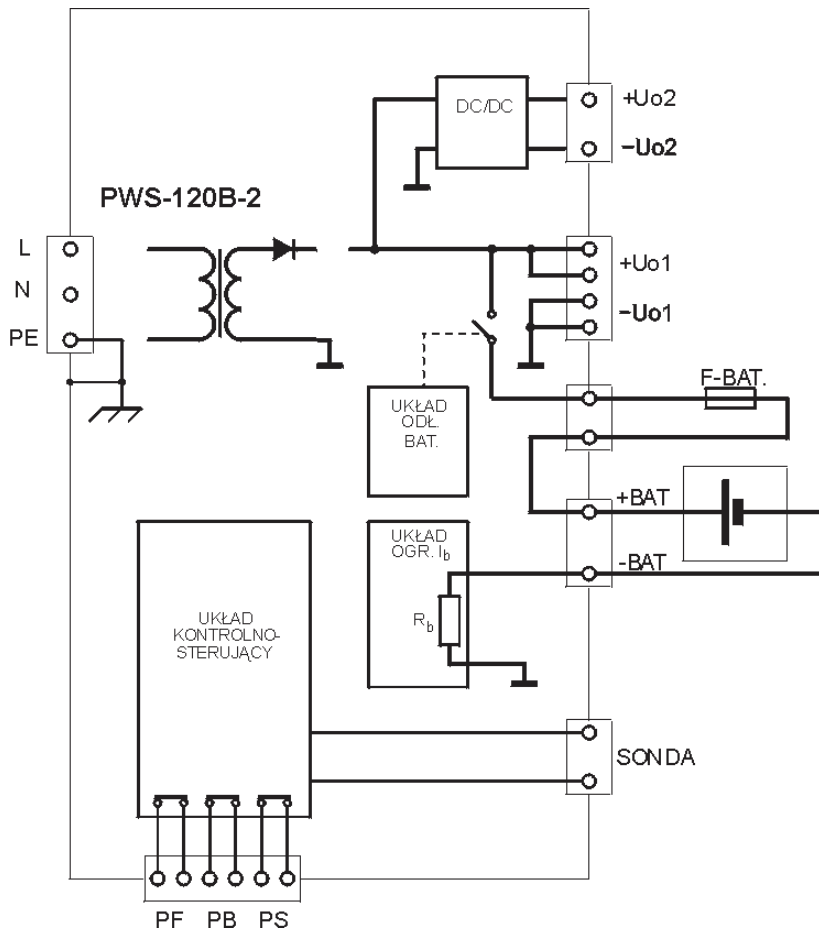 DC/DC
+Uo2
−Uo2
PWS-120B-2
L
N
PE
+Uo1
−Uo1
F-BAT.
UKŁAD
ODŁ.
BAT.
+BAT
-BAT
UKŁAD
OGR. Ib
Rb
UKŁAD
KONTROLNO-
STERUJĄCY
SONDA
PF PB PS